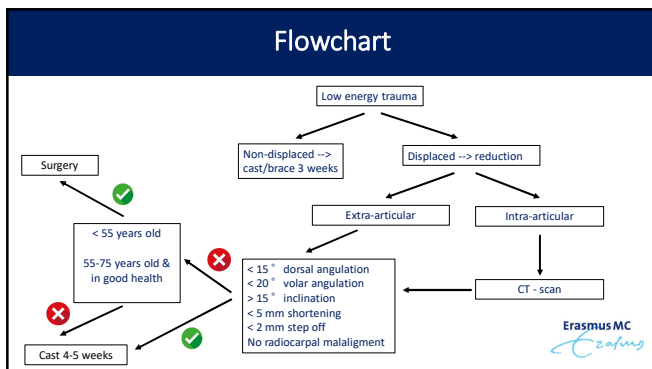 Flowchart
Low energy trauma
Non-displaced -->
cast/brace 3 weeks
Displaced --> reduction
Surgery
Extra-articular
Intra-articular
< 55 years old
55-75 years old &
in good health
< 15° dorsal angulation
< 20° volar angulation
> 15° inclination
< 5 mm shortening
< 2 mm step off
No radiocarpal malaligment
CT - scan
Cast 4-5 weeks
Erasmus MC
Erasmus